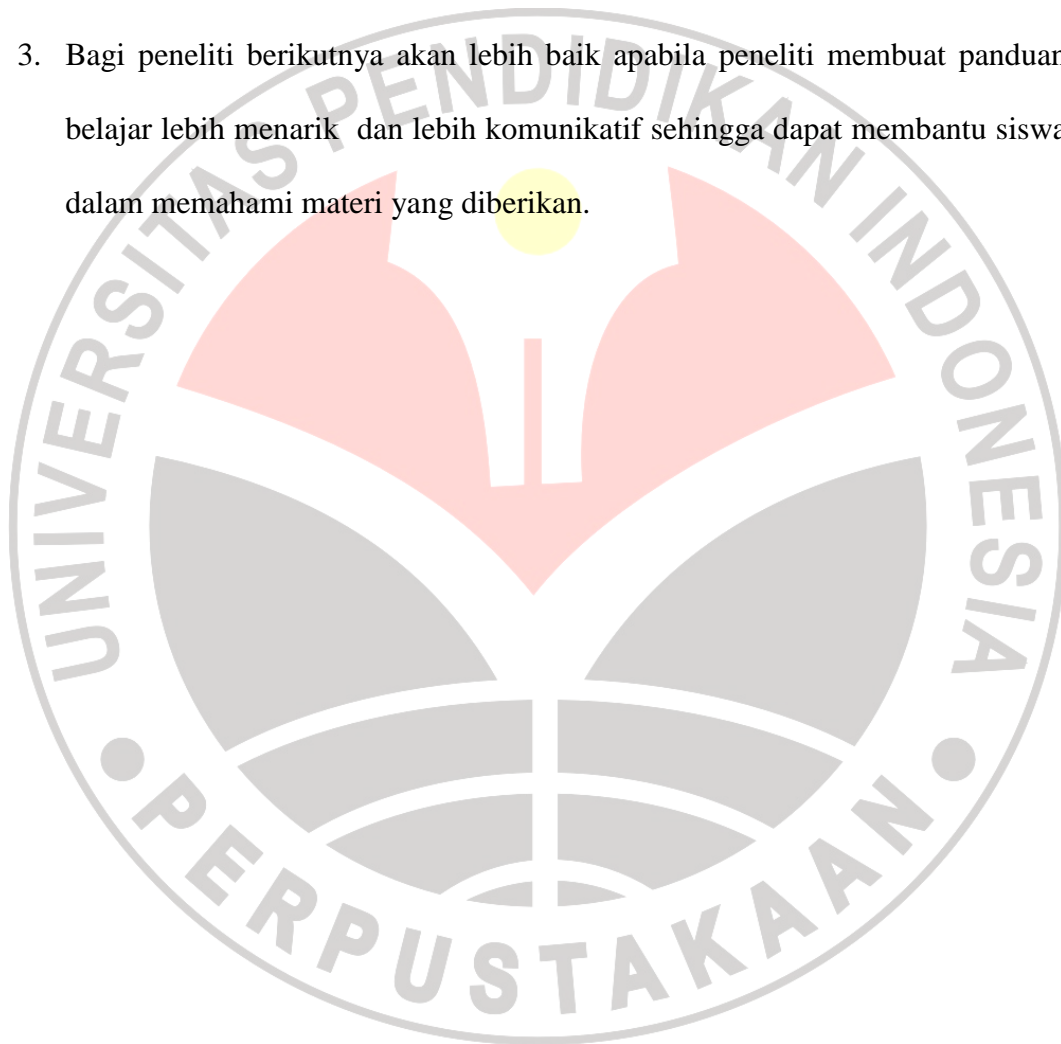 3. Bagi peneliti berikutnya akan lebih baik apabila peneliti membuat panduan
belajar lebih menarik dan lebih komunikatif sehingga dapat membantu siswa
dalam memahami materi yang diberikan.
UNIVERSITAS PENDIDIKAN INDONESIA
PERPUSTAKAAN